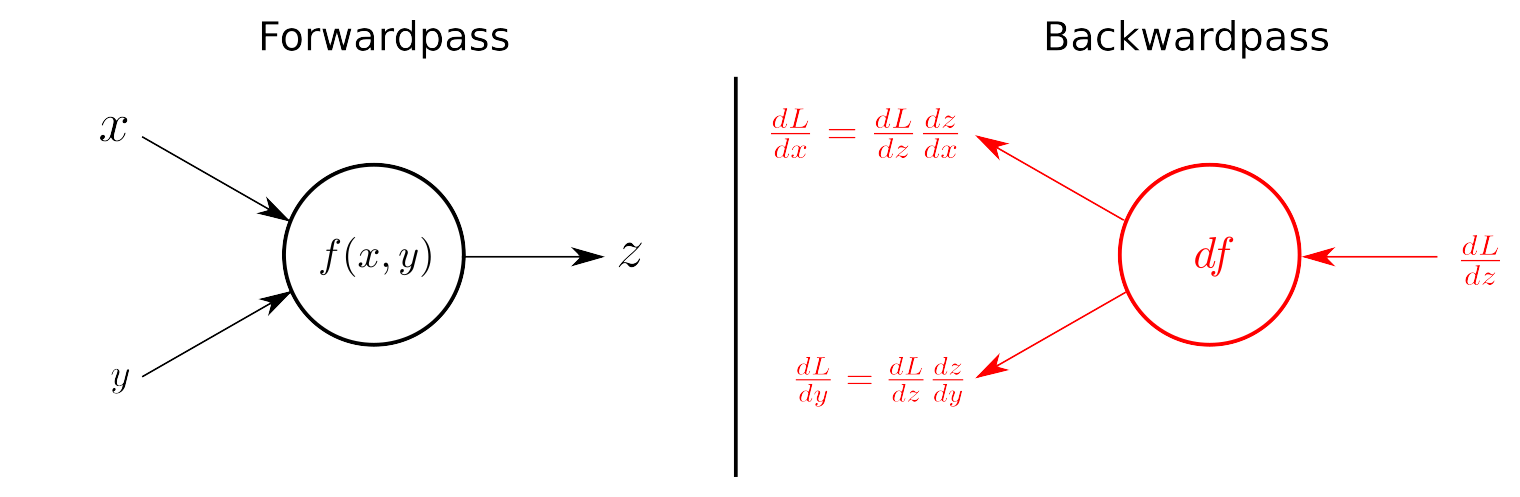 Forwardpass
x
f(x, y)
z
y
Backwardpass
dL/dx = dL/dz dz/dx
df
dL/dz
dL/dy = dL/dz dz/dy